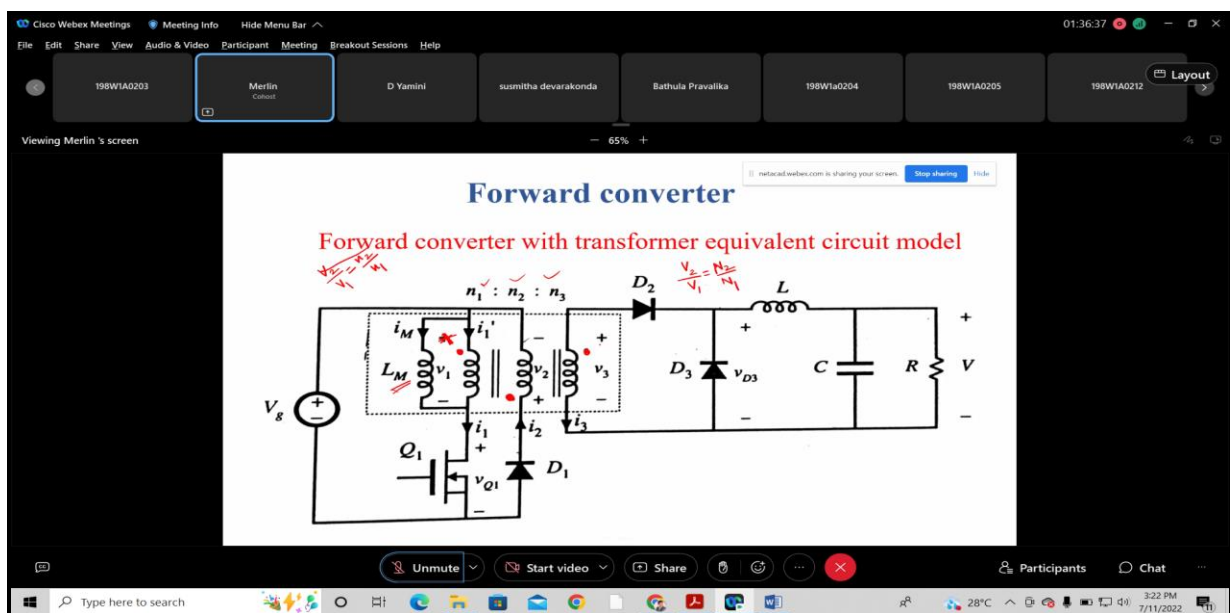 Cisco Webex Meetings Meeting Info Hide Menu Bar 01:36:37
File Edit Share View Audio & Video Participant Meeting Breakout Sessions Help
198W1A0203 Merlin D Yamini susmitha devarakonda Bathula Pravalika 198W1a0204 198W1A0205 198W1A0212 Layout
Cohost
Viewing Merlin 's screen − 65% +
netacad.webex.com is sharing your screen. Stop sharing Hide
Forward converter
Forward converter with transformer equivalent circuit model
V2/V1 = n2/n1
V2/V1 = N2/N1
n1 : n2 : n3 D2 L
iM i1' − + + +
LM v1 v2 v3 D3 vD3 C R V
Vg + − − + − − −
i1 i2 i3
Q1 + vQ1 − D1
CC Unmute Start video Share Participants Chat
Type here to search 28°C 3:22 PM
7/11/2022